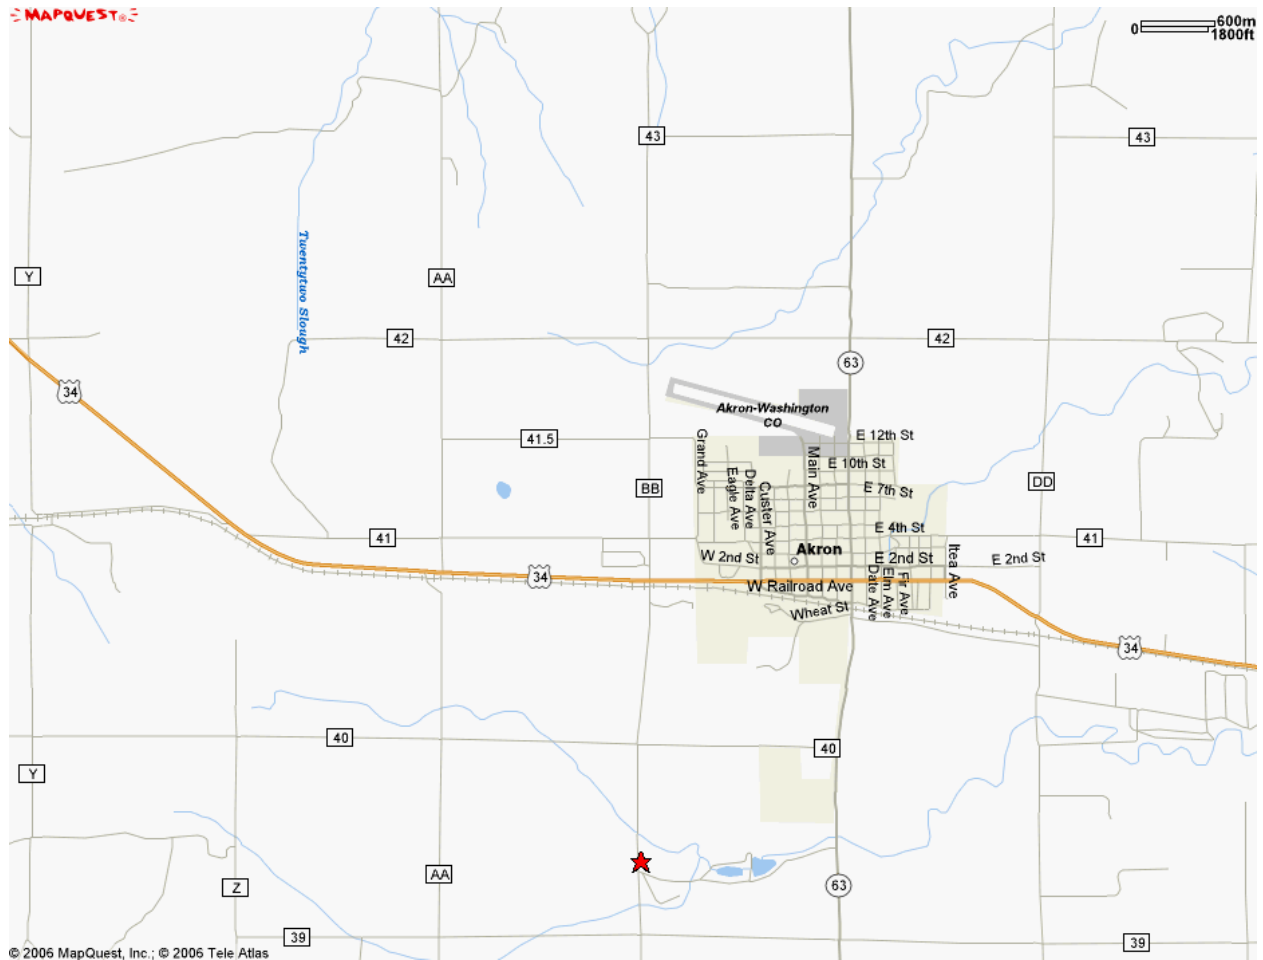 MAPQUEST®
600m
0
1800ft
43
43
Twentytwo Slough
Y
AA
42
42
63
34
Akron-Washington
CO
41.5
Grand Ave
E 12th St
Main Ave
E 10th St
BB
Eagle Ave
Delta Ave
Custer Ave
E 7th St
DD
E 4th St
41
41
Akron
W 2nd St
E 2nd St
E 2nd St
Itea Ave
34
W Railroad Ave
Date Ave
Elm Ave
Fir Ave
Wheat St
34
40
40
Y
AA
Z
63
39
39
© 2006 MapQuest, Inc.; © 2006 Tele Atlas